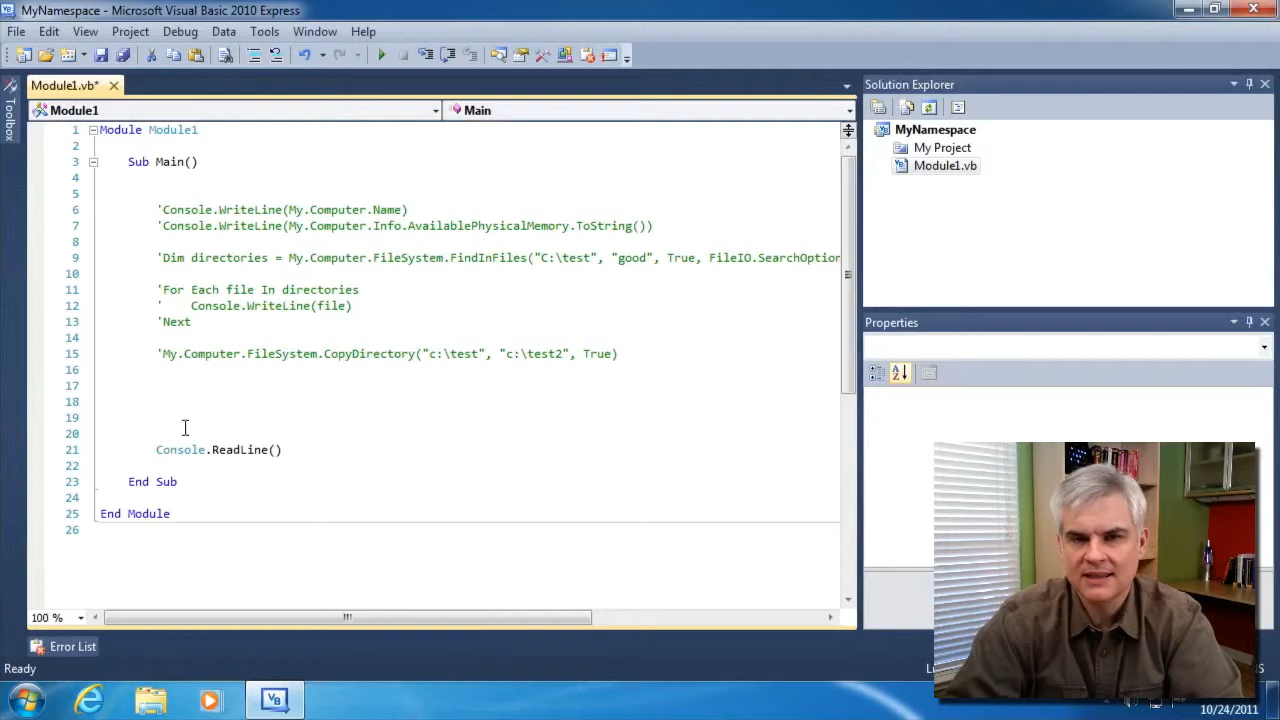 MyNamespace - Microsoft Visual Basic 2010 Express
File Edit View Project Debug Data Tools Window Help
Toolbox
Module1.vb*
Module1
Main
1 Module Module1
2
3 Sub Main()
4
5
6 'Console.WriteLine(My.Computer.Name)
7 'Console.WriteLine(My.Computer.Info.AvailablePhysicalMemory.ToString())
8
9 'Dim directories = My.Computer.FileSystem.FindInFiles("C:\test", "good", True, FileIO.SearchOption
10
11 'For Each file In directories
12 '    Console.WriteLine(file)
13 'Next
14
15 'My.Computer.FileSystem.CopyDirectory("c:\test", "c:\test2", True)
16
17
18
19
20
21 Console.ReadLine()
22
23 End Sub
24
25 End Module
26
100 %
Solution Explorer
MyNamespace
My Project
Module1.vb
Properties
Error List
Ready
10/24/2011